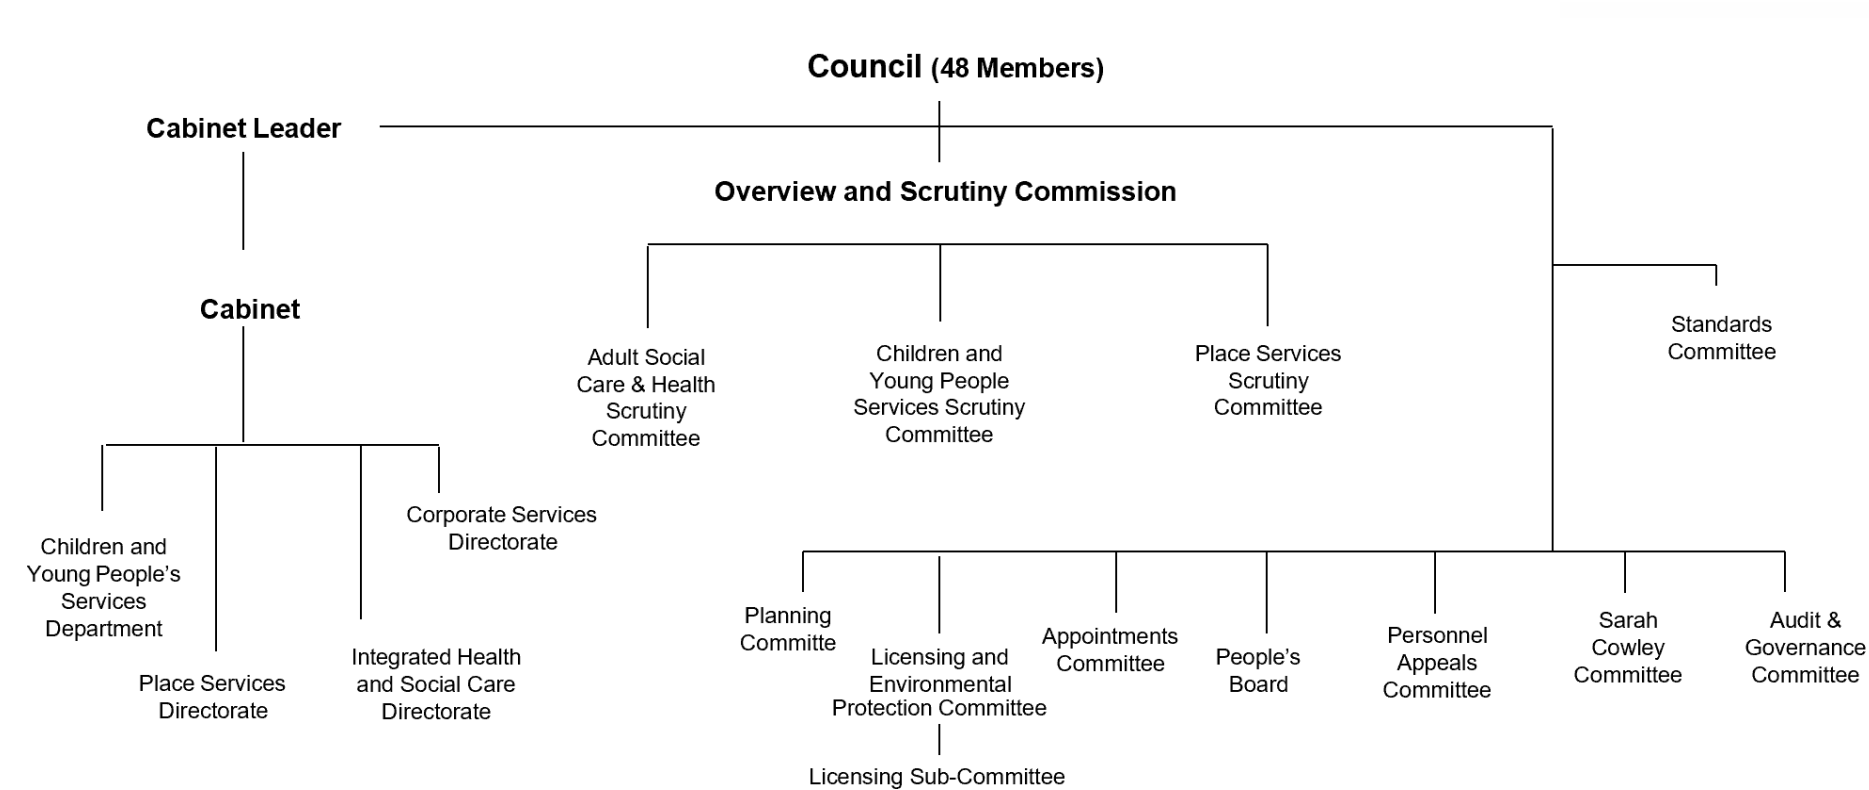 Council (48 Members)
Cabinet Leader
Overview and Scrutiny Commission
Cabinet
Standards
Committee
Adult Social
Care & Health
Scrutiny
Committee
Children and
Young People
Services Scrutiny
Committee
Place Services
Scrutiny
Committee
Corporate Services
Directorate
Children and
Young People’s
Services
Department
Place Services
Directorate
Integrated Health
and Social Care
Directorate
Planning
Committe
Licensing and
Environmental
Protection Committee
Appointments
Committee
People’s
Board
Personnel
Appeals
Committee
Sarah
Cowley
Committee
Audit &
Governance
Committee
Licensing Sub-Committee